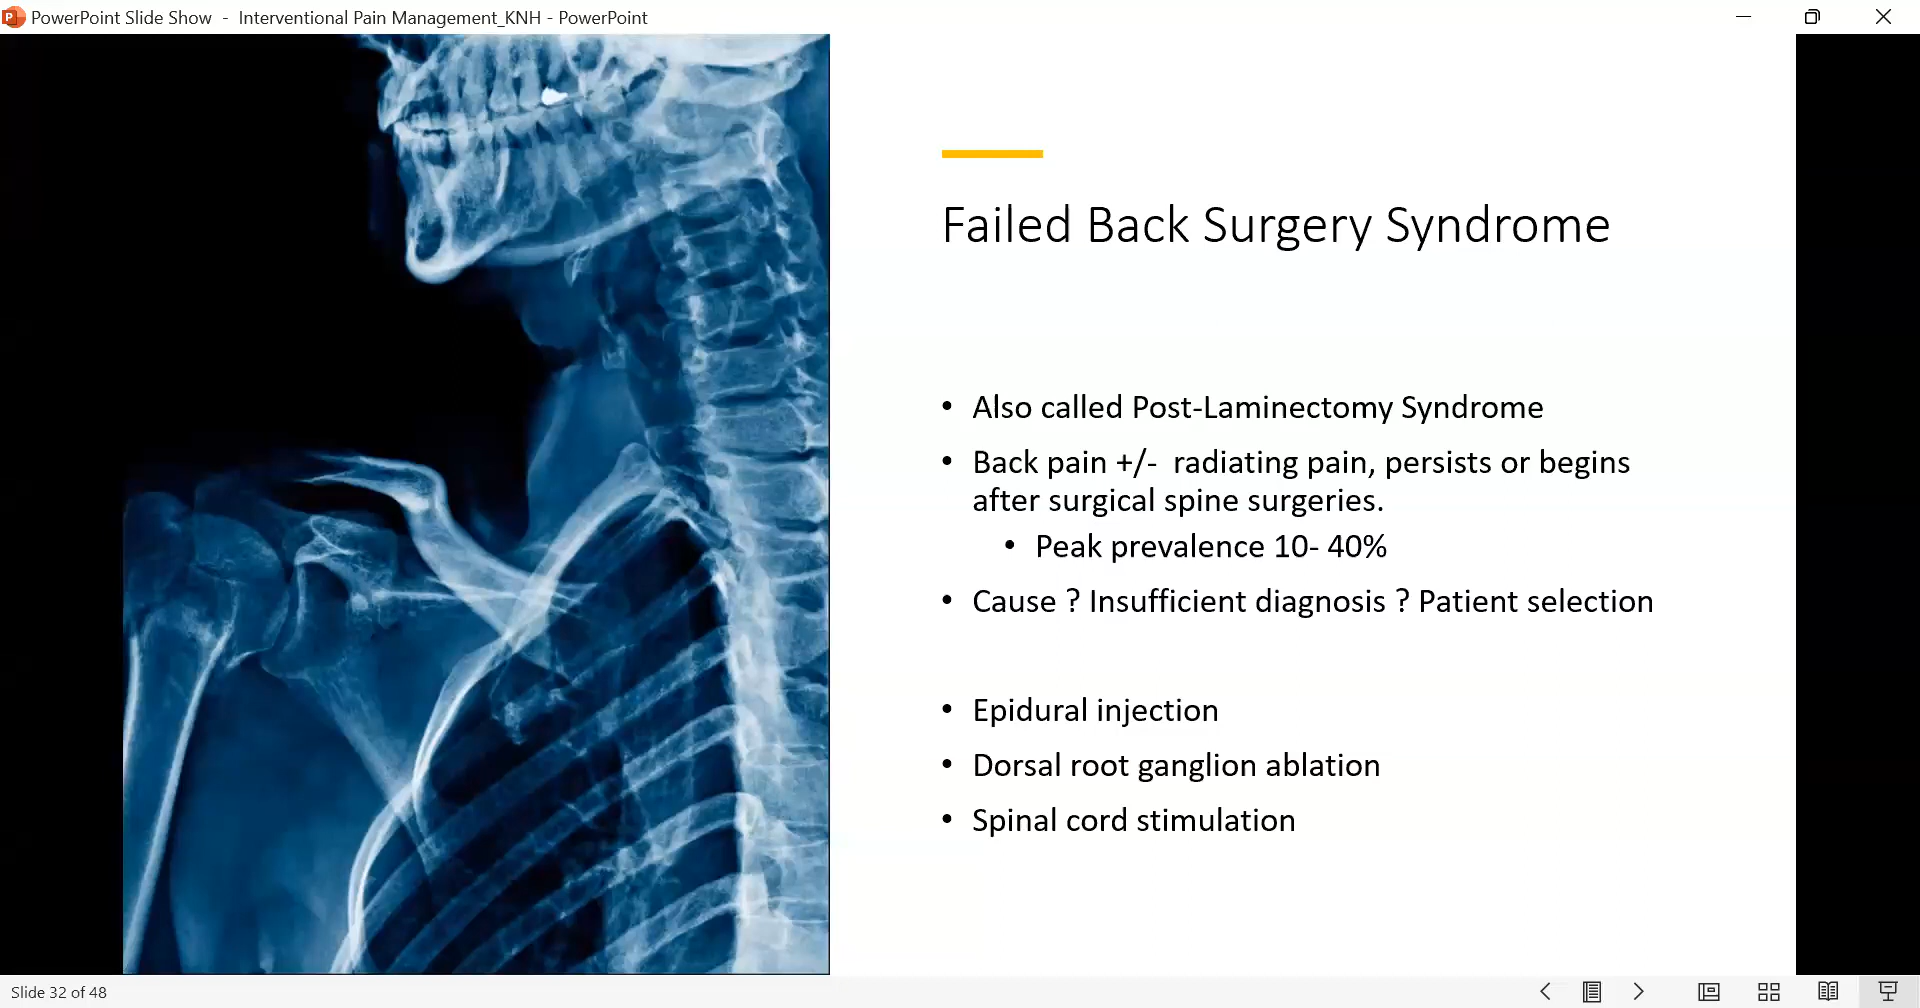 PowerPoint Slide Show - Interventional Pain Management_KNH - PowerPoint
Failed Back Surgery Syndrome
• Also called Post-Laminectomy Syndrome
• Back pain +/- radiating pain, persists or begins
after surgical spine surgeries.
• Peak prevalence 10- 40%
• Cause ? Insufficient diagnosis ? Patient selection
• Epidural injection
• Dorsal root ganglion ablation
• Spinal cord stimulation
Slide 32 of 48